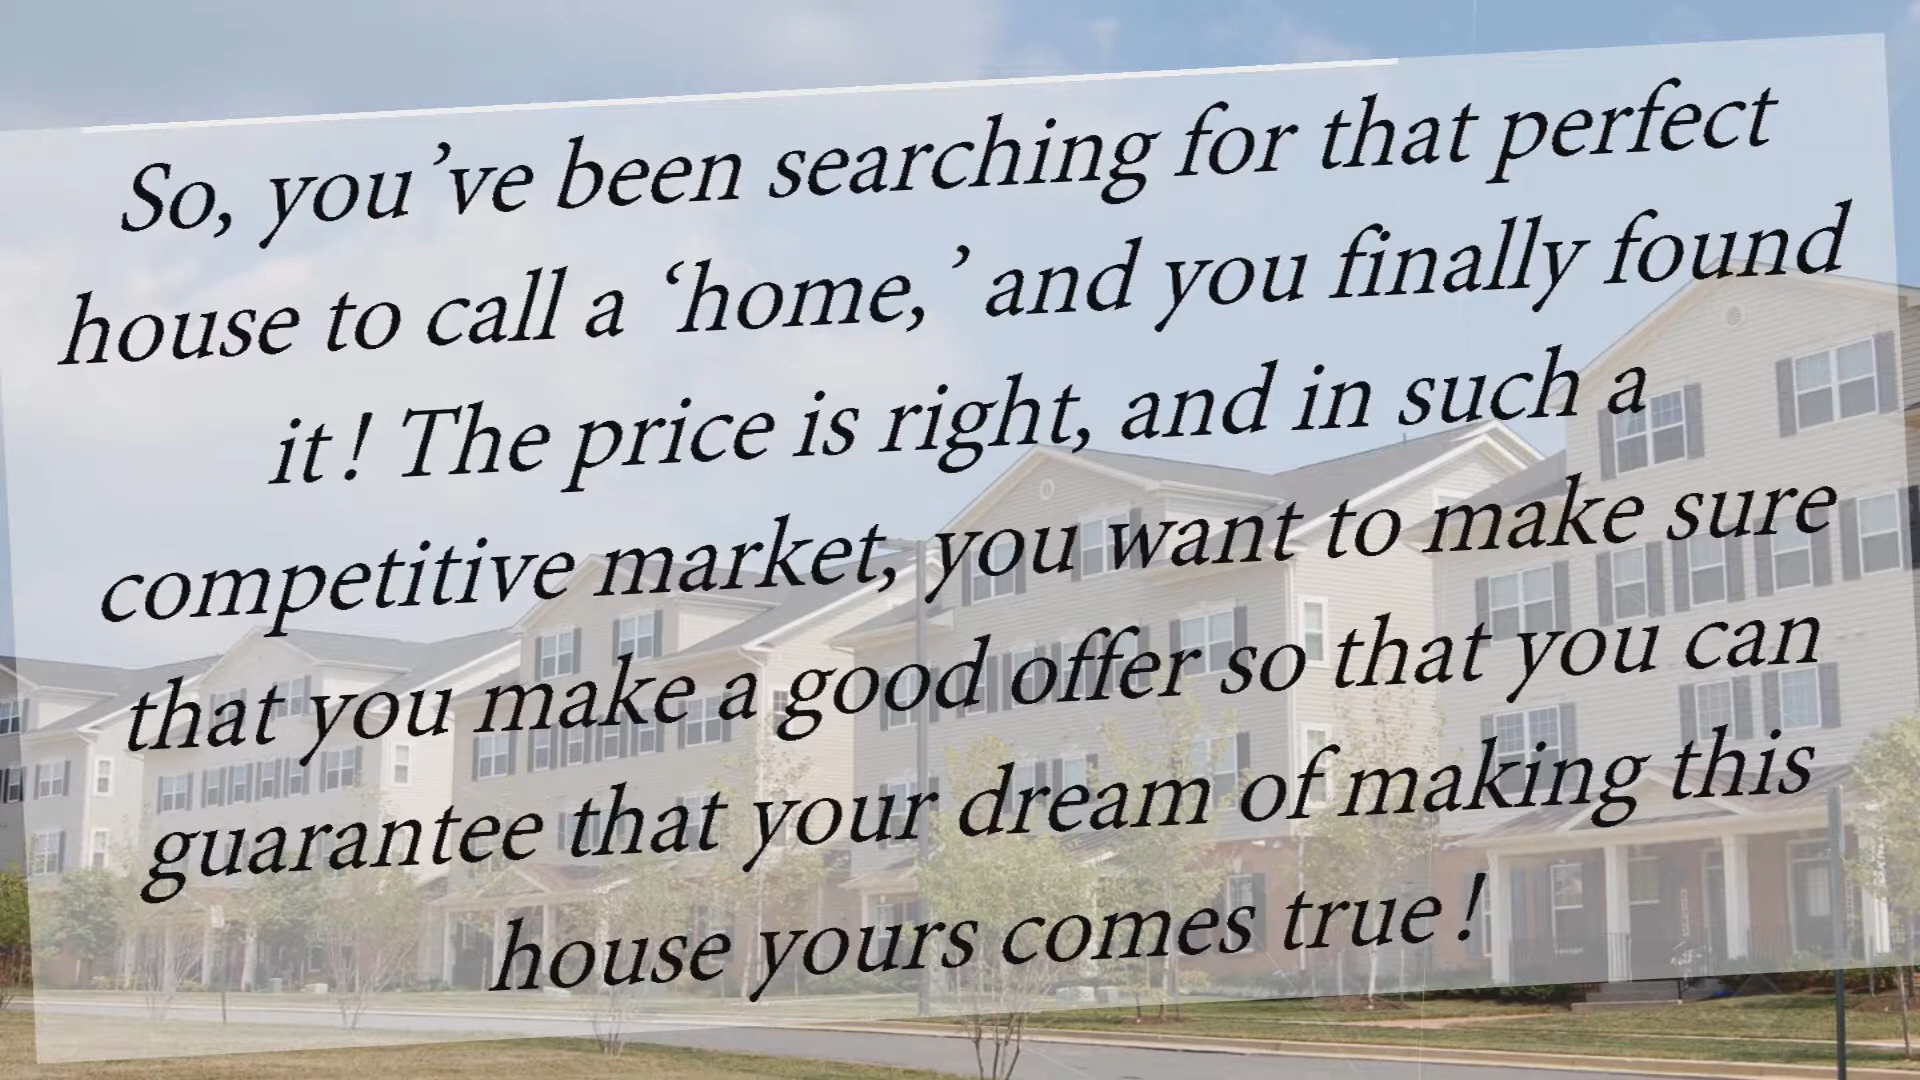 So, you’ve been searching for that perfect
house to call a ‘home,’ and you finally found
it! The price is right, and in such a
competitive market, you want to make sure
that you make a good offer so that you can
guarantee that your dream of making this
house yours comes true!